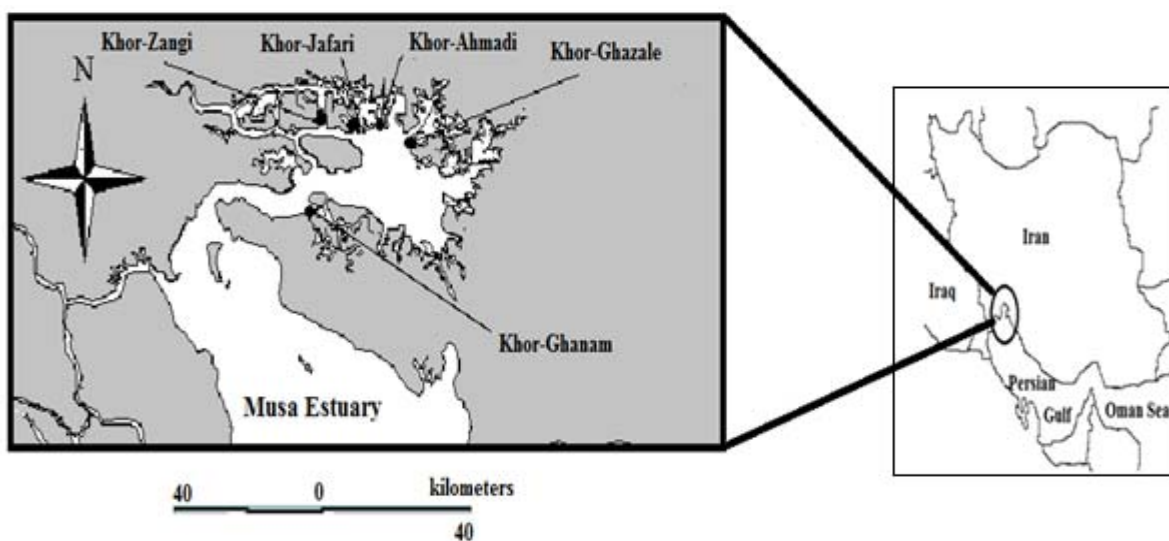 Khor-Zangi
Khor-Jafari
Khor-Ahmadi
Khor-Ghazale
N
Khor-Ghanam
Musa Estuary
Iran
Iraq
Persian
Gulf
Oman Sea
40 0 kilometers
40